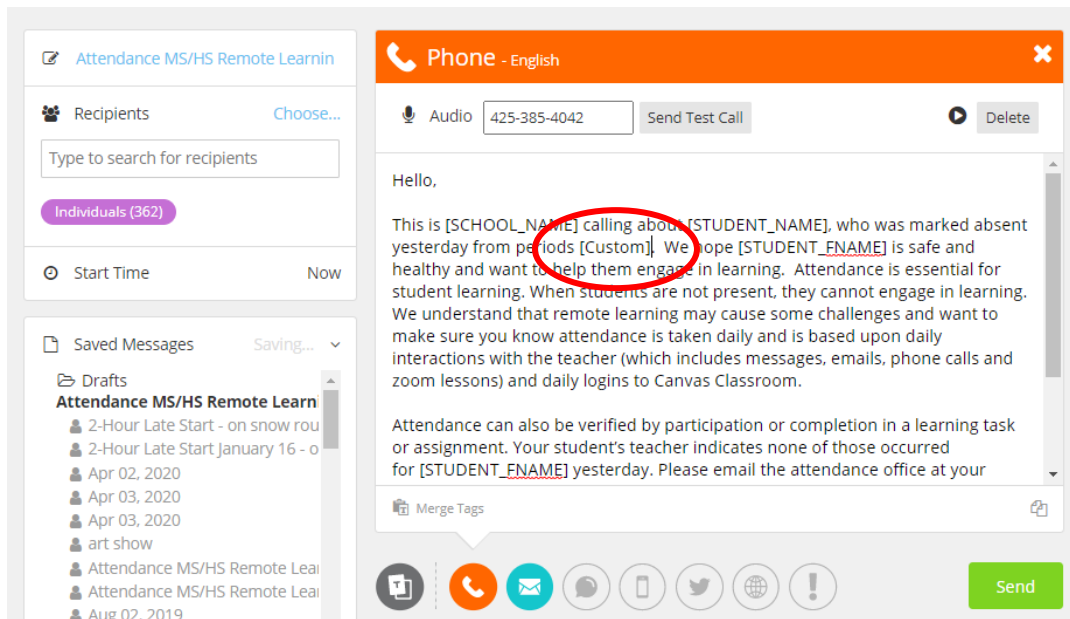 Attendance MS/HS Remote Learnin
Recipients Choose...
Type to search for recipients
Individuals (362)
Start Time Now
Saved Messages Saving...
Drafts
Attendance MS/HS Remote Learni
2-Hour Late Start - on snow rou
2-Hour Late Start January 16 - o
Apr 02, 2020
Apr 03, 2020
Apr 03, 2020
art show
Attendance MS/HS Remote Lear
Attendance MS/HS Remote Lear
Aug 02, 2019
Phone - English
Audio 425-385-4042 Send Test Call Delete
Hello,
This is [SCHOOL_NAME] calling about [STUDENT_NAME], who was marked absent
yesterday from periods [Custom]. We hope [STUDENT_FNAME] is safe and
healthy and want to help them engage in learning. Attendance is essential for
student learning. When students are not present, they cannot engage in learning.
We understand that remote learning may cause some challenges and want to
make sure you know attendance is taken daily and is based upon daily
interactions with the teacher (which includes messages, emails, phone calls and
zoom lessons) and daily logins to Canvas Classroom.
Attendance can also be verified by participation or completion in a learning task
or assignment. Your student’s teacher indicates none of those occurred
for [STUDENT_FNAME] yesterday. Please email the attendance office at your
Merge Tags
Send